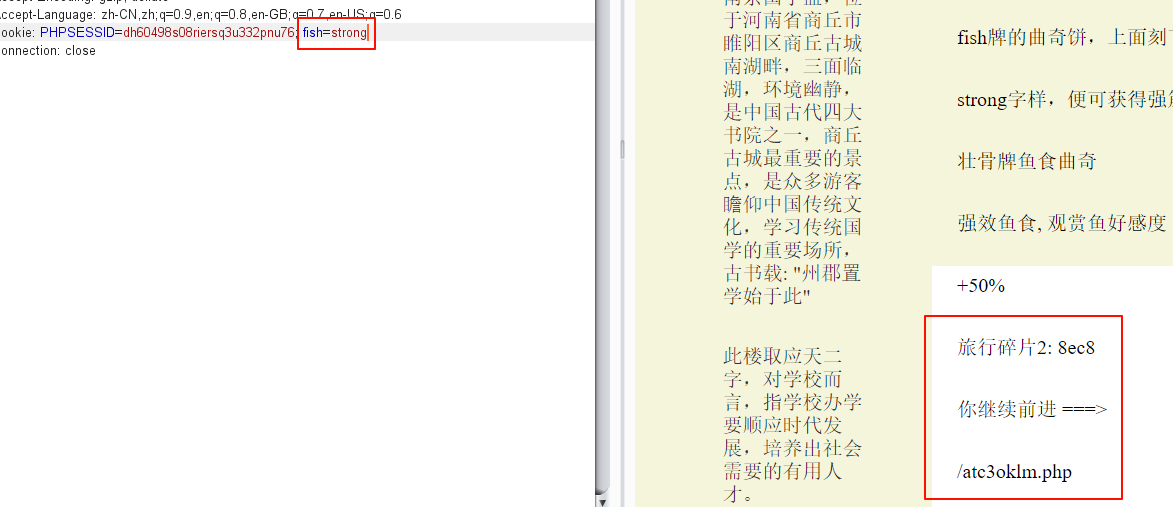 Accept-Language: zh-CN,zh;q=0.9,en;q=0.8,en-GB;q=0.7,en-US;q=0.6
ookie: PHPSESSID=dh60498s08riersq3u332pnu76; fish=strong
onnection: close
于河南省商丘市
睢阳区商丘古城
南湖畔，三面临
湖，环境幽静，
是中国古代四大
书院之一，商丘
古城最重要的景
点，是众多游客
瞻仰中国传统文
化，学习传统国
学的重要场所，
古书载: "州郡置
学始于此"
此楼取应天二
字，对学校而
言，指学校办学
要顺应时代发
展，培养出社会
需要的有用人
才。
fish牌的曲奇饼，上面刻了
strong字样，便可获得强筋
壮骨牌鱼食曲奇
强效鱼食, 观赏鱼好感度
+50%
旅行碎片2: 8ec8
你继续前进 ===>
/atc3oklm.php